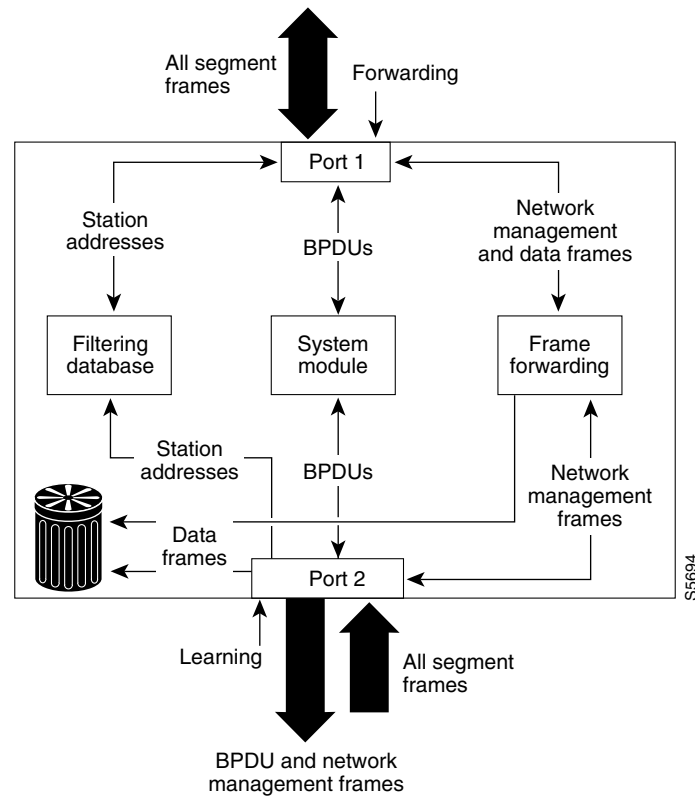 All segment
frames
Forwarding
Port 1
Station
addresses
BPDUs
Network
management
and data frames
Filtering
database
System
module
Frame
forwarding
Station
addresses
BPDUs
Network
management
frames
Data
frames
Port 2
S5694
Learning
All segment
frames
BPDU and network
management frames